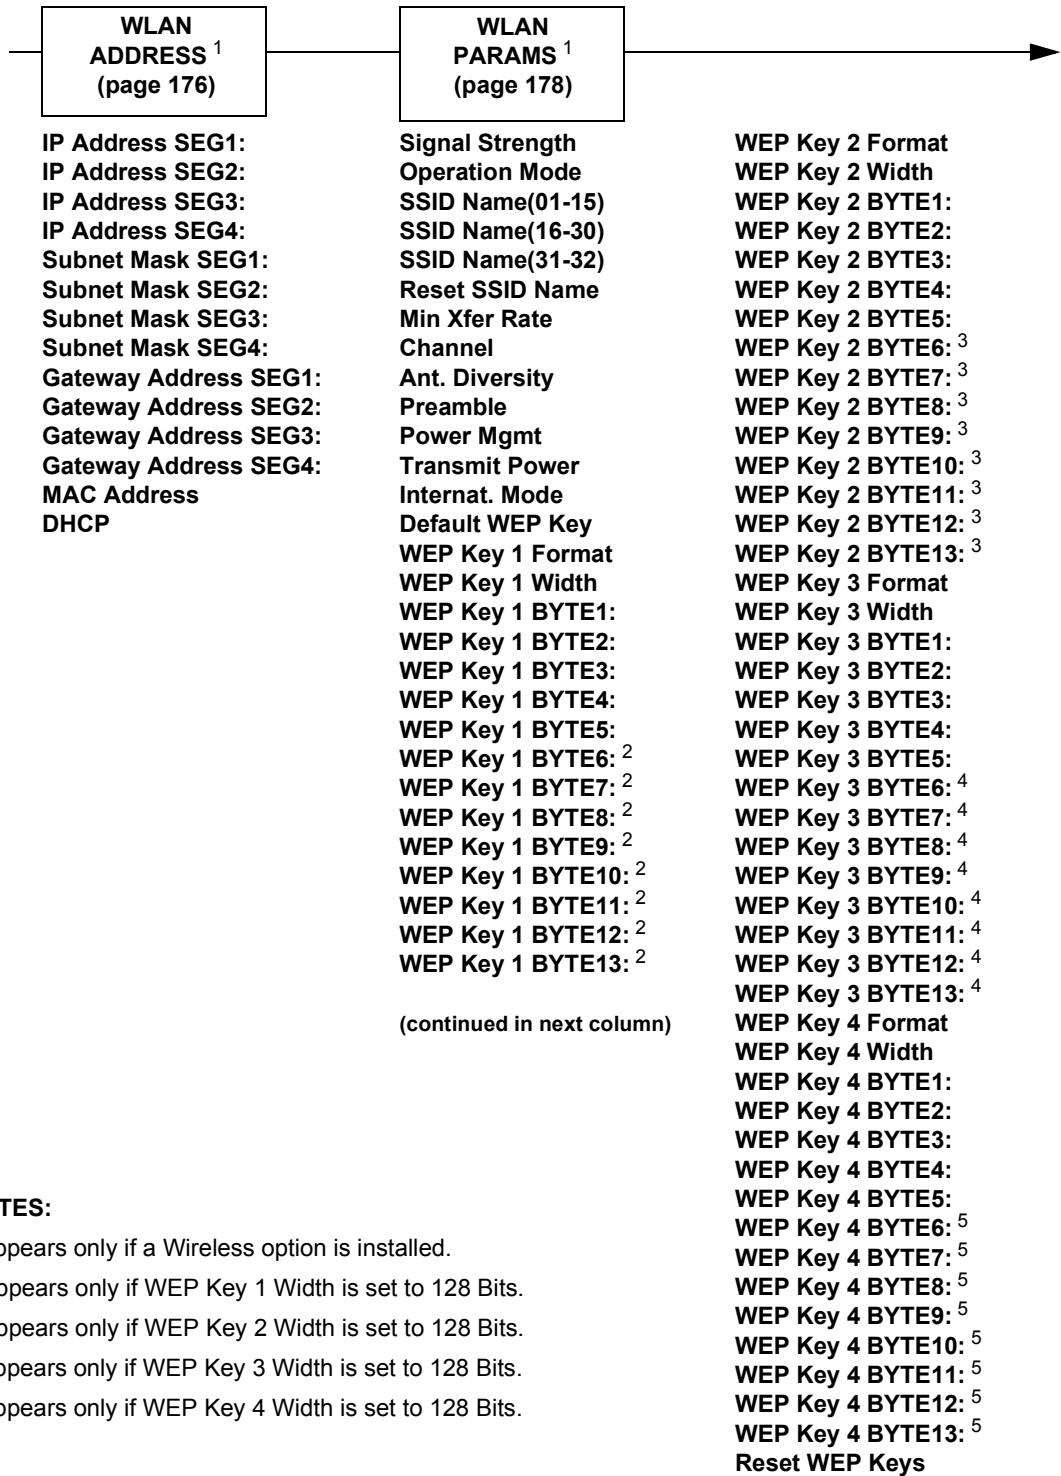 WLAN
ADDRESS 1
(page 176)
IP Address SEG1:
IP Address SEG2:
IP Address SEG3:
IP Address SEG4:
Subnet Mask SEG1:
Subnet Mask SEG2:
Subnet Mask SEG3:
Subnet Mask SEG4:
Gateway Address SEG1:
Gateway Address SEG2:
Gateway Address SEG3:
Gateway Address SEG4:
MAC Address
DHCP
WLAN
PARAMS 1
(page 178)
Signal Strength
Operation Mode
SSID Name(01-15)
SSID Name(16-30)
SSID Name(31-32)
Reset SSID Name
Min Xfer Rate
Channel
Ant. Diversity
Preamble
Power Mgmt
Transmit Power
Internat. Mode
Default WEP Key
WEP Key 1 Format
WEP Key 1 Width
WEP Key 1 BYTE1:
WEP Key 1 BYTE2:
WEP Key 1 BYTE3:
WEP Key 1 BYTE4:
WEP Key 1 BYTE5:
WEP Key 1 BYTE6: 2
WEP Key 1 BYTE7: 2
WEP Key 1 BYTE8: 2
WEP Key 1 BYTE9: 2
WEP Key 1 BYTE10: 2
WEP Key 1 BYTE11: 2
WEP Key 1 BYTE12: 2
WEP Key 1 BYTE13: 2
(continued in next column)
WEP Key 2 Format
WEP Key 2 Width
WEP Key 2 BYTE1:
WEP Key 2 BYTE2:
WEP Key 2 BYTE3:
WEP Key 2 BYTE4:
WEP Key 2 BYTE5:
WEP Key 2 BYTE6: 3
WEP Key 2 BYTE7: 3
WEP Key 2 BYTE8: 3
WEP Key 2 BYTE9: 3
WEP Key 2 BYTE10: 3
WEP Key 2 BYTE11: 3
WEP Key 2 BYTE12: 3
WEP Key 2 BYTE13: 3
WEP Key 3 Format
WEP Key 3 Width
WEP Key 3 BYTE1:
WEP Key 3 BYTE2:
WEP Key 3 BYTE3:
WEP Key 3 BYTE4:
WEP Key 3 BYTE5:
WEP Key 3 BYTE6: 4
WEP Key 3 BYTE7: 4
WEP Key 3 BYTE8: 4
WEP Key 3 BYTE9: 4
WEP Key 3 BYTE10: 4
WEP Key 3 BYTE11: 4
WEP Key 3 BYTE12: 4
WEP Key 3 BYTE13: 4
WEP Key 4 Format
WEP Key 4 Width
WEP Key 4 BYTE1:
WEP Key 4 BYTE2:
WEP Key 4 BYTE3:
WEP Key 4 BYTE4:
WEP Key 4 BYTE5:
WEP Key 4 BYTE6: 5
WEP Key 4 BYTE7: 5
WEP Key 4 BYTE8: 5
WEP Key 4 BYTE9: 5
WEP Key 4 BYTE10: 5
WEP Key 4 BYTE11: 5
WEP Key 4 BYTE12: 5
WEP Key 4 BYTE13: 5
Reset WEP Keys
TES:
ppears only if a Wireless option is installed.
ppears only if WEP Key 1 Width is set to 128 Bits.
ppears only if WEP Key 2 Width is set to 128 Bits.
ppears only if WEP Key 3 Width is set to 128 Bits.
ppears only if WEP Key 4 Width is set to 128 Bits.